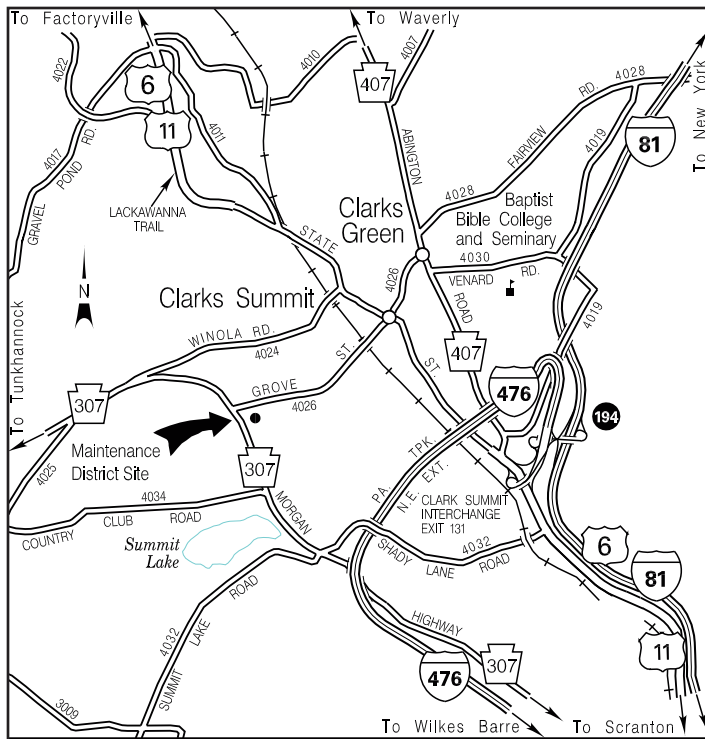 To Factoryville
To Waverly
4022
6
4010
4007
407
RD.
4028
11
4011
81
To New York
4017
GRAVEL POND RD.
ABINGTON
FAIRVIEW
4019
LACKAWANNA
TRAIL
4028
Baptist
Bible College
and Seminary
Clarks
Green
STATE
4030
VENARD RD.
N
4026
Clarks Summit
4019
ROAD
WINOLA RD.
4024
ST.
ST.
407
To Tunkhannock
307
GROVE
4026
476
194
Maintenance
District Site
4025
307
PA. TPK.
N.E. EXT.
4034
COUNTRY CLUB ROAD
MORGAN
CLARK SUMMIT
INTERCHANGE
EXIT 131
Summit
Lake
SHADY LANE ROAD
4032
6
81
4032
SUMMIT LAKE ROAD
HIGHWAY
307
11
476
3009
To Wilkes Barre
To Scranton